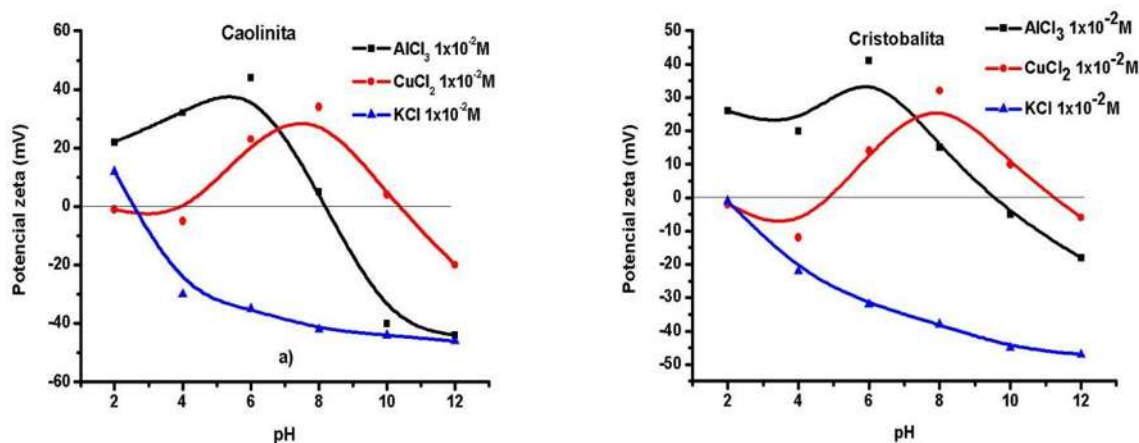 Caolinita
AlCl3 1x10-2M
CuCl2 1x10-2M
KCl 1x10-2M
Potencial zeta (mV)
60
40
20
0
-20
-40
-60
a)
2 4 6 8 10 12
pH
Cristobalita
AlCl3 1x10-2M
CuCl2 1x10-2M
KCl 1x10-2M
Potencial zeta (mV)
50
40
30
20
10
0
-10
-20
-30
-40
-50
2 4 6 8 10 12
pH